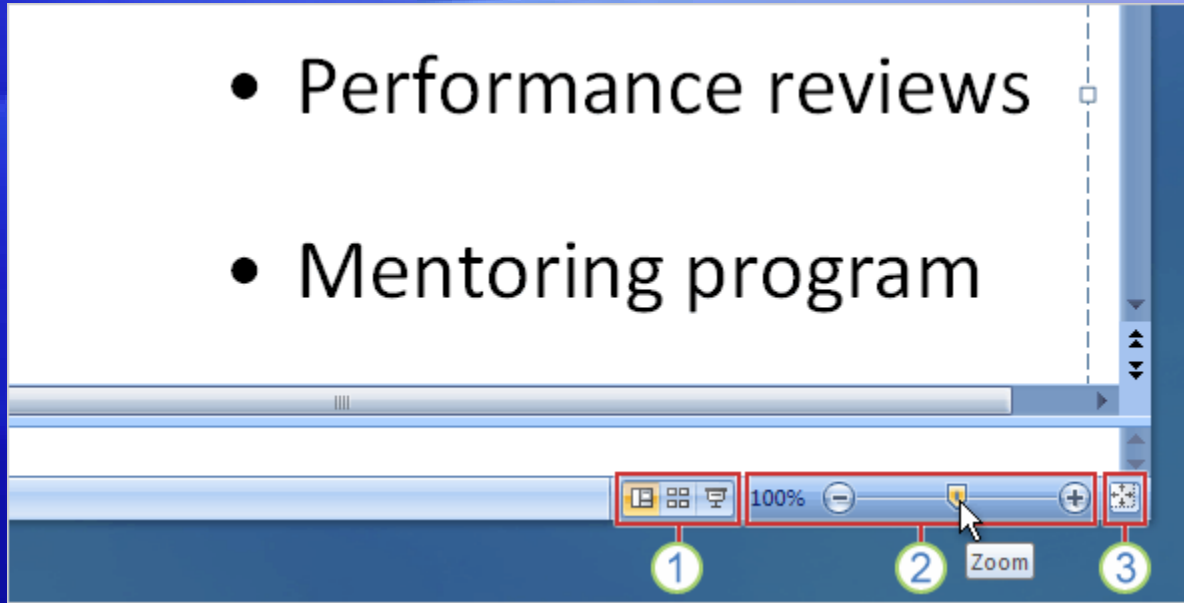 • Performance reviews
• Mentoring program
100%
Zoom
1 2 3